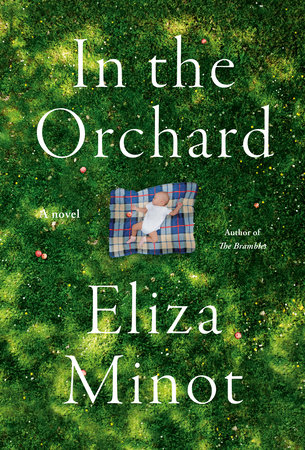 In the
Orchard
A novel
Author of
The Brambles
Eliza
Minot